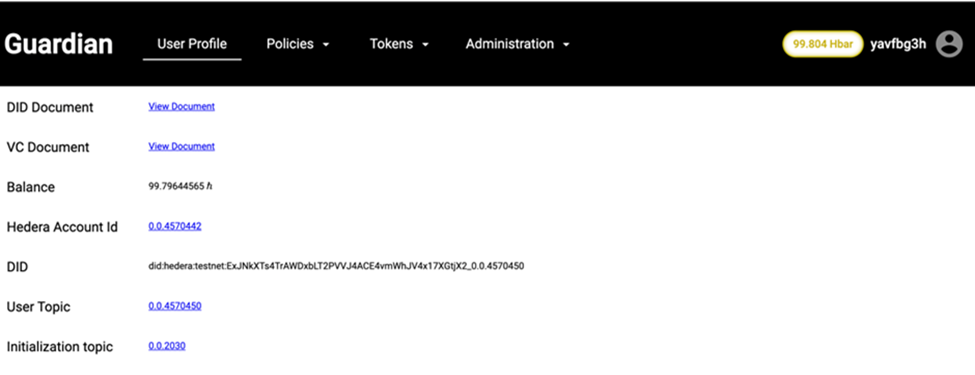 Guardian User Profile Policies Tokens Administration 99.804 Hbar yavfbg3h
DID Document View Document
VC Document View Document
Balance 99.79644565 ℏ
Hedera Account Id 0.0.4570442
DID did:hedera:testnet:ExJNkXTs4TrAWDxbLT2PVVJ4ACE4vmWhJV4x17XGtjX2_0.0.4570450
User Topic 0.0.4570450
Initialization topic 0.0.2030